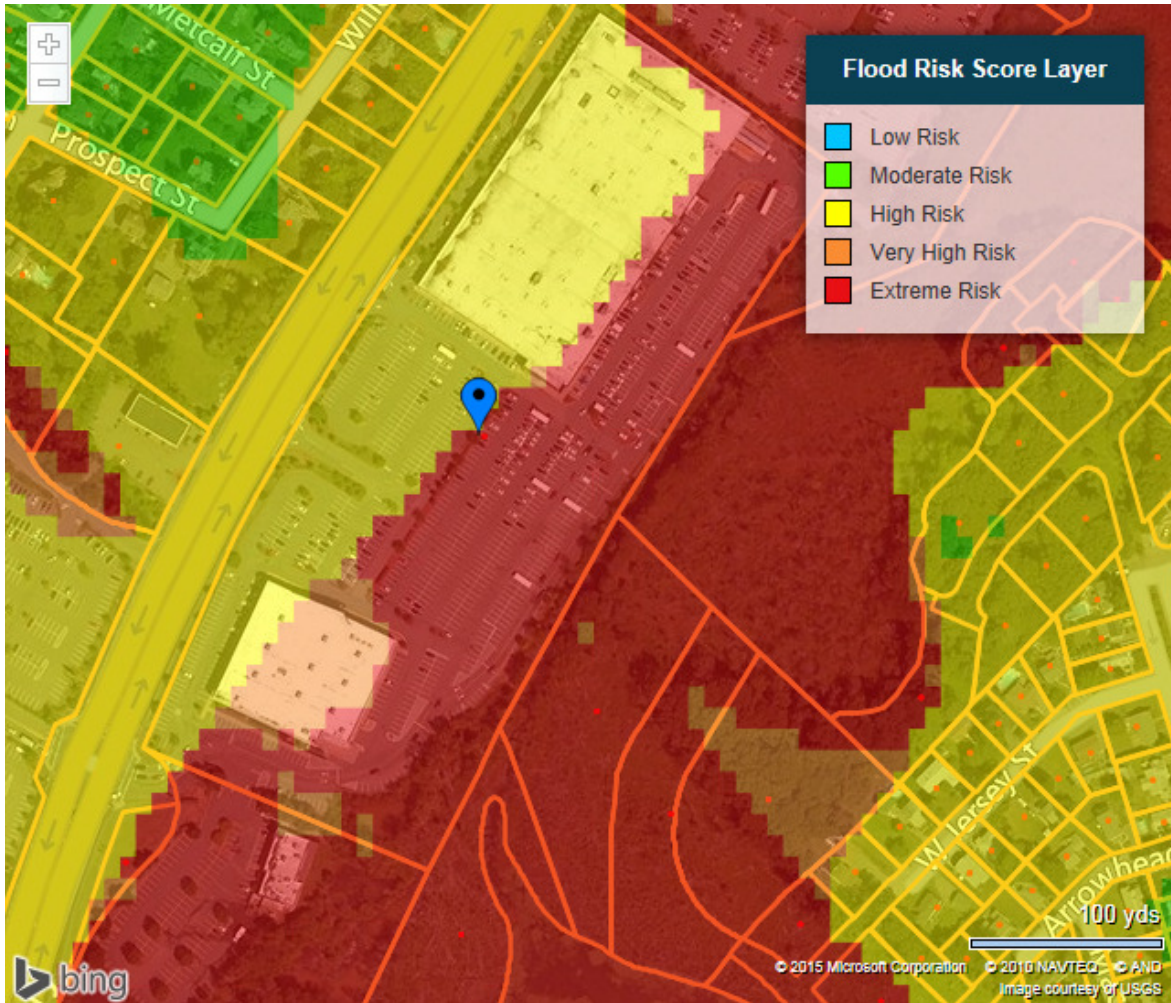 Metcalf St
Prospect St
Flood Risk Score Layer
Low Risk
Moderate Risk
High Risk
Very High Risk
Extreme Risk
W Jersey St
Arrowhead
100 yds
bing
© 2015 Microsoft Corporation © 2010 NAVTEQ © AND
Image courtesy of USGS